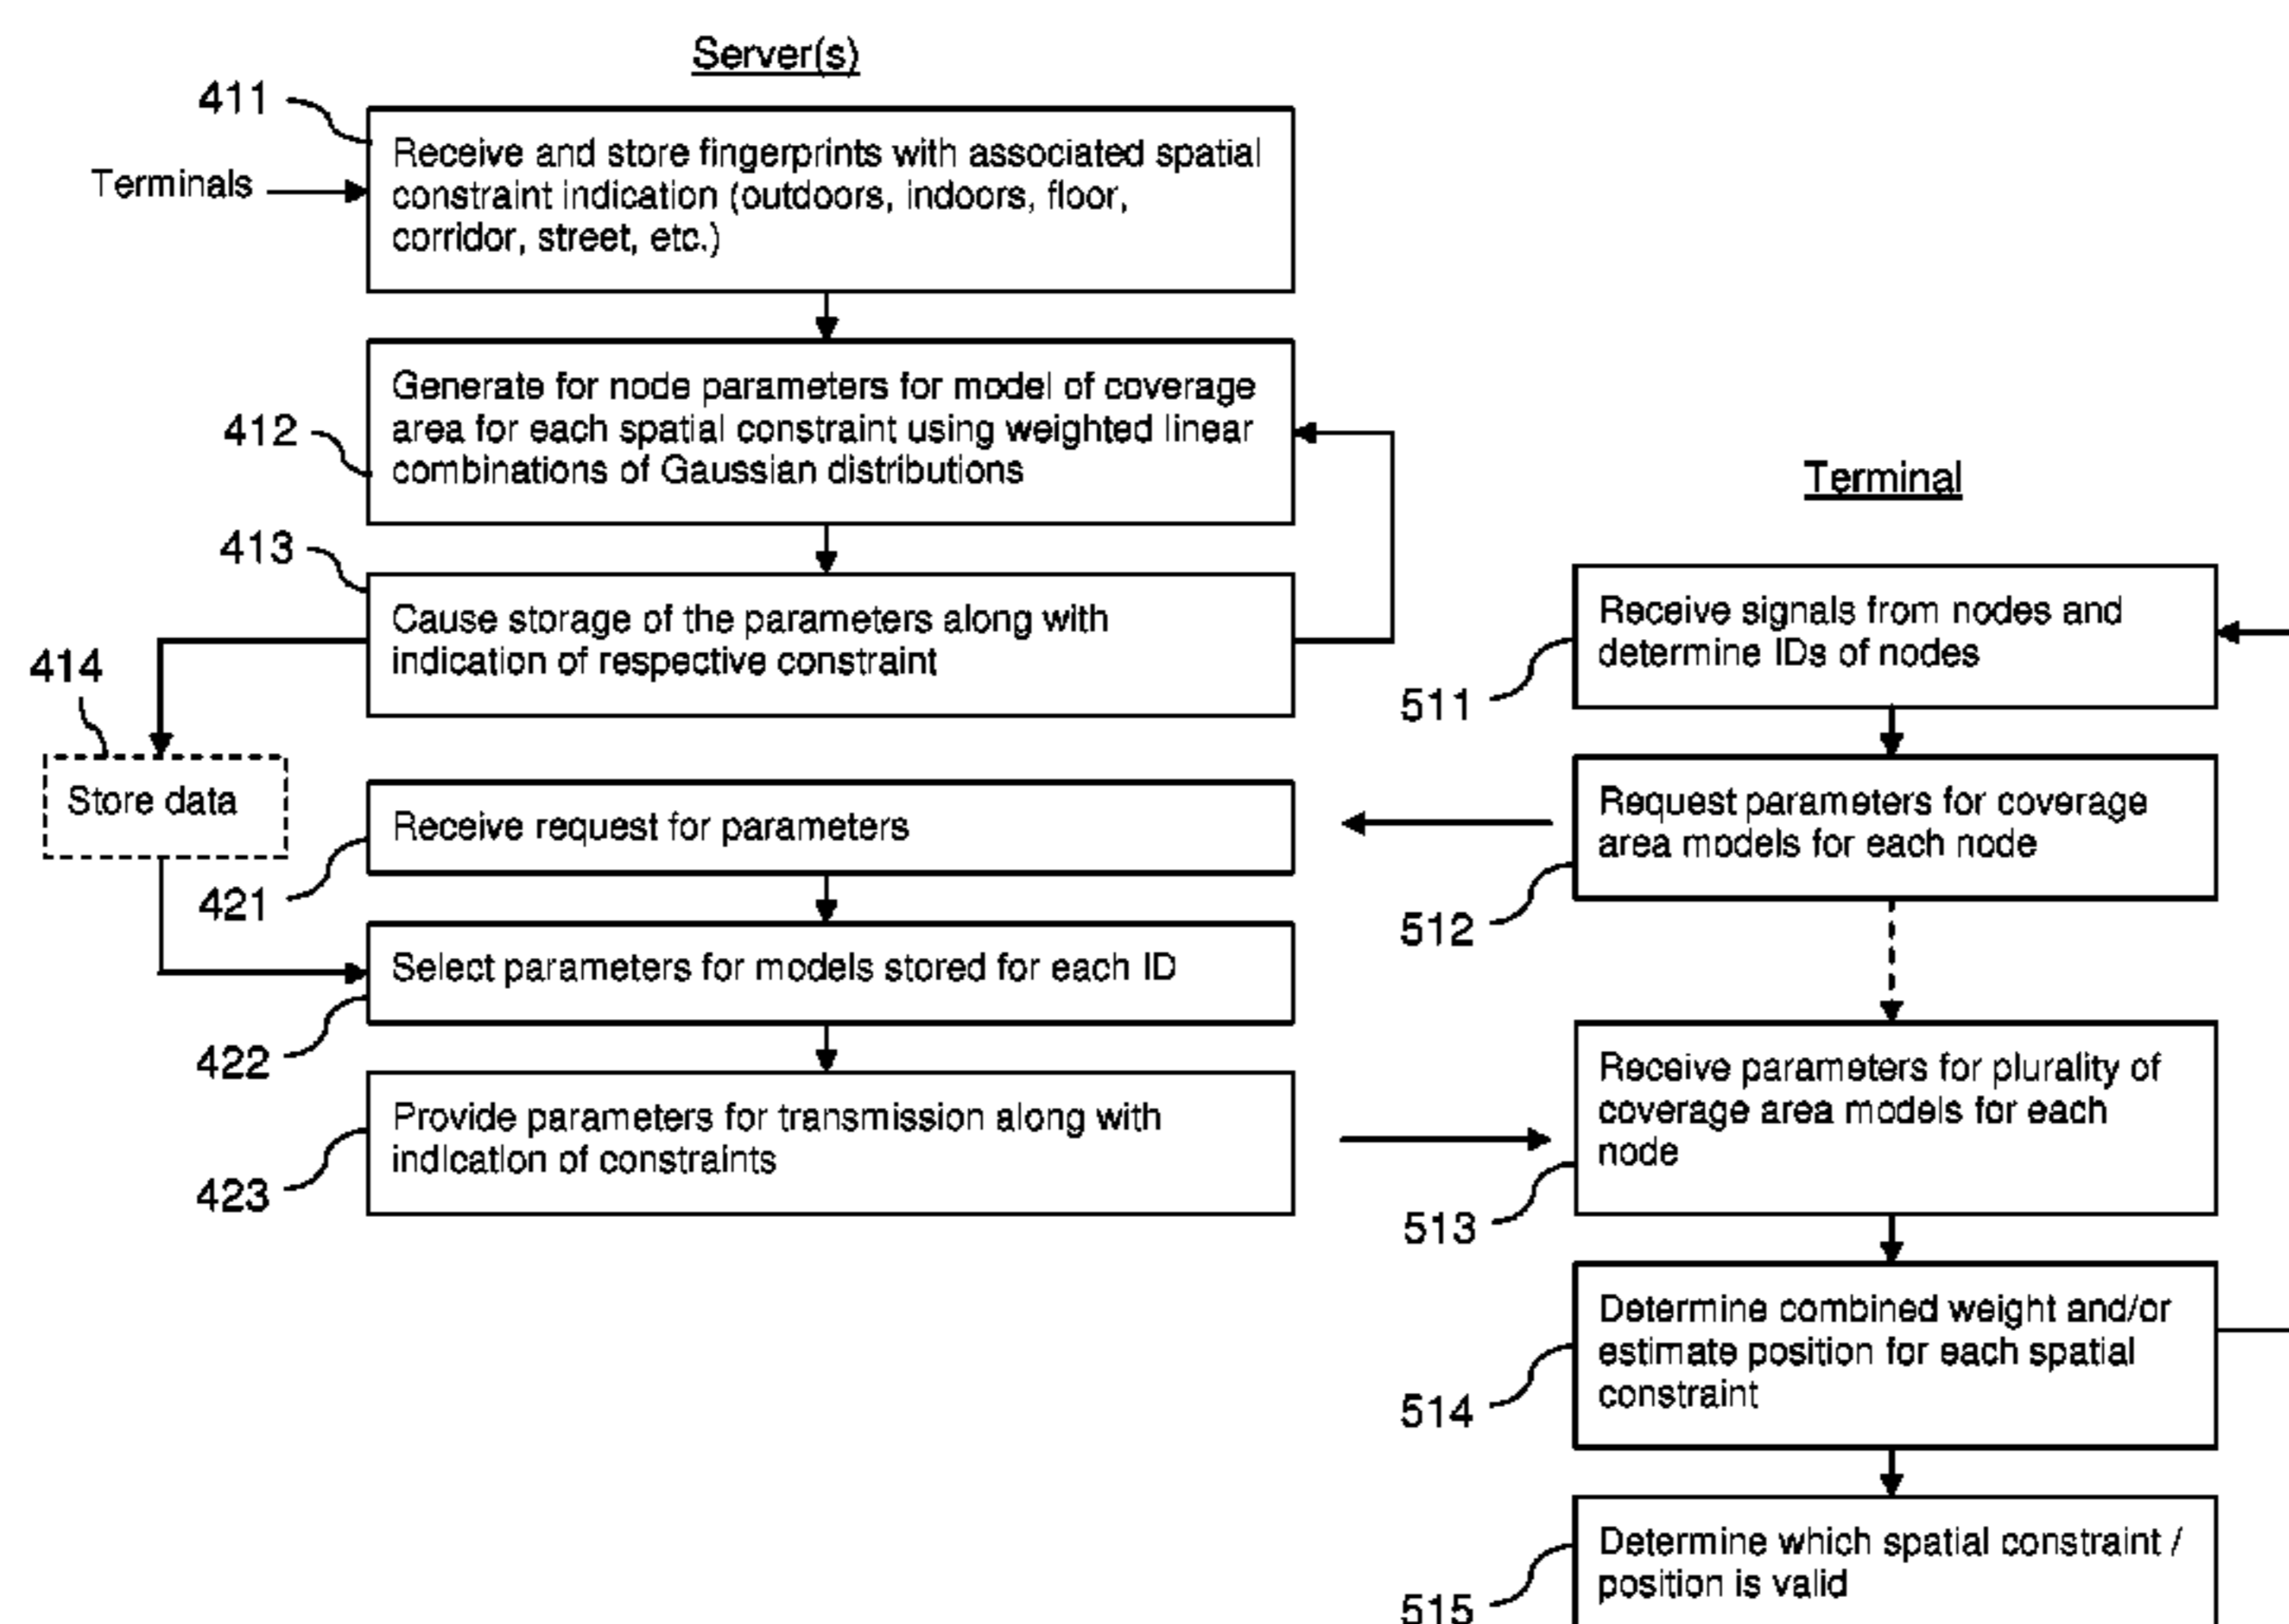 Server(s)
411
Terminals
Receive and store fingerprints with associated spatial
constraint indication (outdoors, indoors, floor,
corridor, street, etc.)
412
Generate for node parameters for model of coverage
area for each spatial constraint using weighted linear
combinations of Gaussian distributions
413
Cause storage of the parameters along with
indication of respective constraint
414
Store data
421
Receive request for parameters
422
Select parameters for models stored for each ID
423
Provide parameters for transmission along with
indication of constraints
Terminal
511
Receive signals from nodes and
determine IDs of nodes
512
Request parameters for coverage
area models for each node
513
Receive parameters for plurality of
coverage area models for each
node
514
Determine combined weight and/or
estimate position for each spatial
constraint
515
Determine which spatial constraint /
position is valid